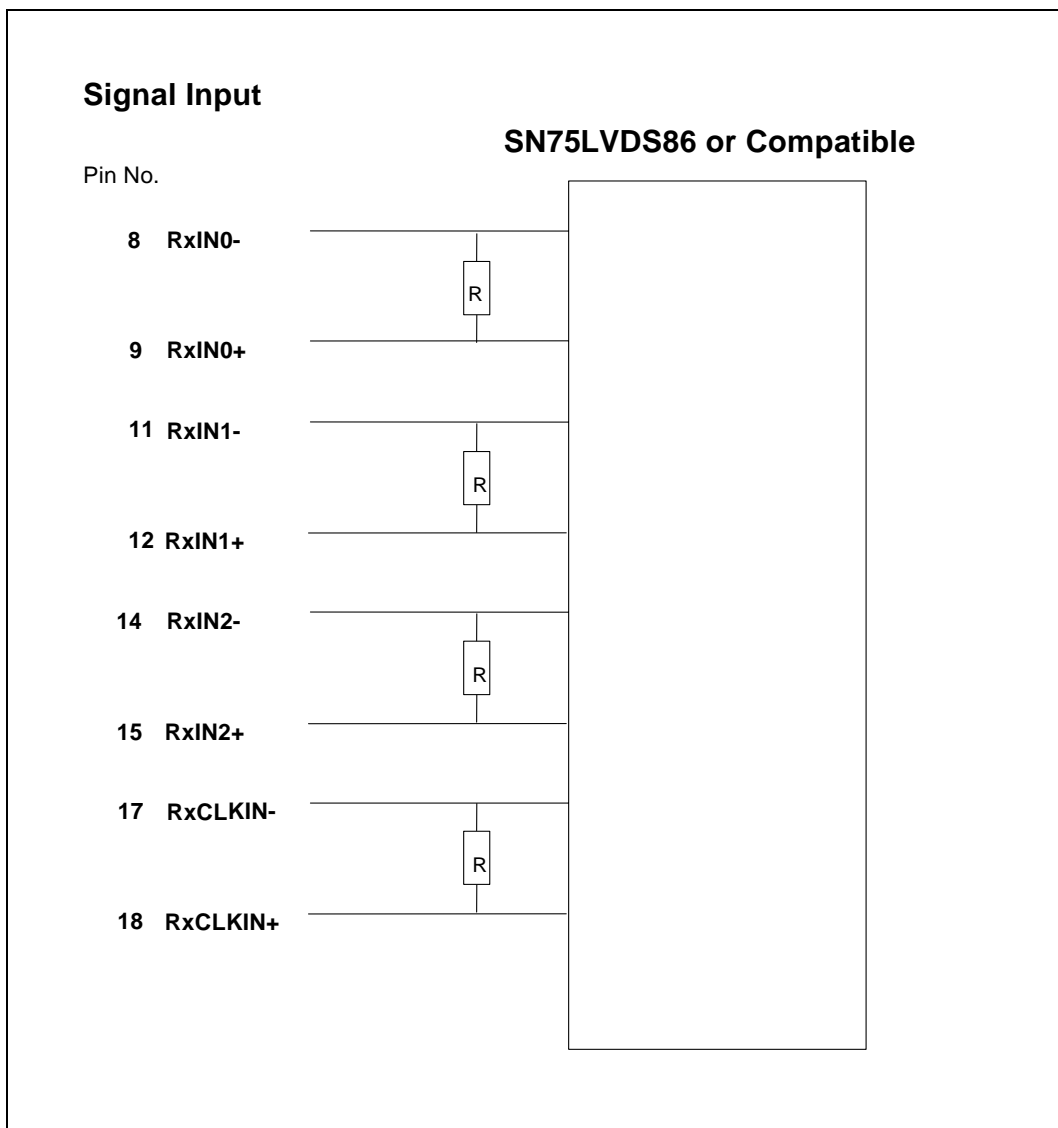 Signal Input
SN75LVDS86 or Compatible
Pin No.
8 RxIN0-
R
9 RxIN0+
11 RxIN1-
R
12 RxIN1+
14 RxIN2-
R
15 RxIN2+
17 RxCLKIN-
R
18 RxCLKIN+